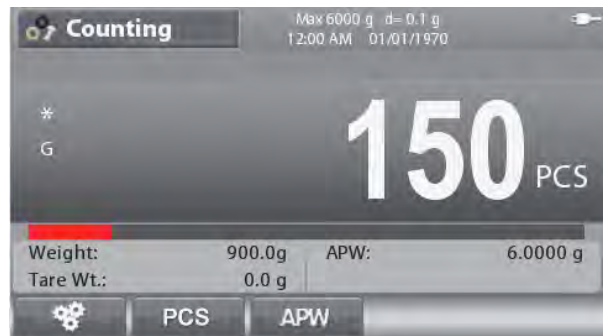 Counting
Max 6000 g d= 0.1 g
12:00 AM 01/01/1970
*
G
150 PCS
Weight: 900.0g APW: 6.0000 g
Tare Wt.: 0.0 g
PCS APW